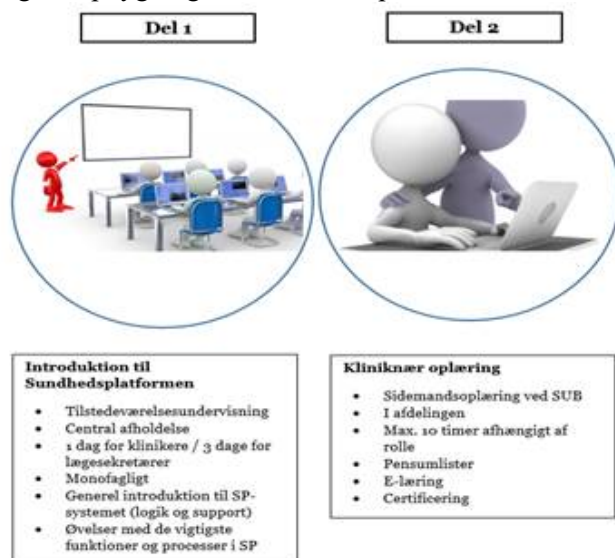 Del 1
Del 2
Introduktion til
Sundhedsplatformen
• Tilstedeværelsesundervisning
• Central afholdelse
• 1 dag for klinikere / 3 dage for
lægesekretærer
• Monofagligt
• Generel introduktion til SP-
systemet (logik og support)
• Øvelser med de vigtigste
funktioner og processer i SP
Kliniknær oplæring
• Sidemandsoplæring ved SUB
• I afdelingen
• Max. 10 timer afhængigt af
rolle
• Pensumlister
• E-læring
• Certificering